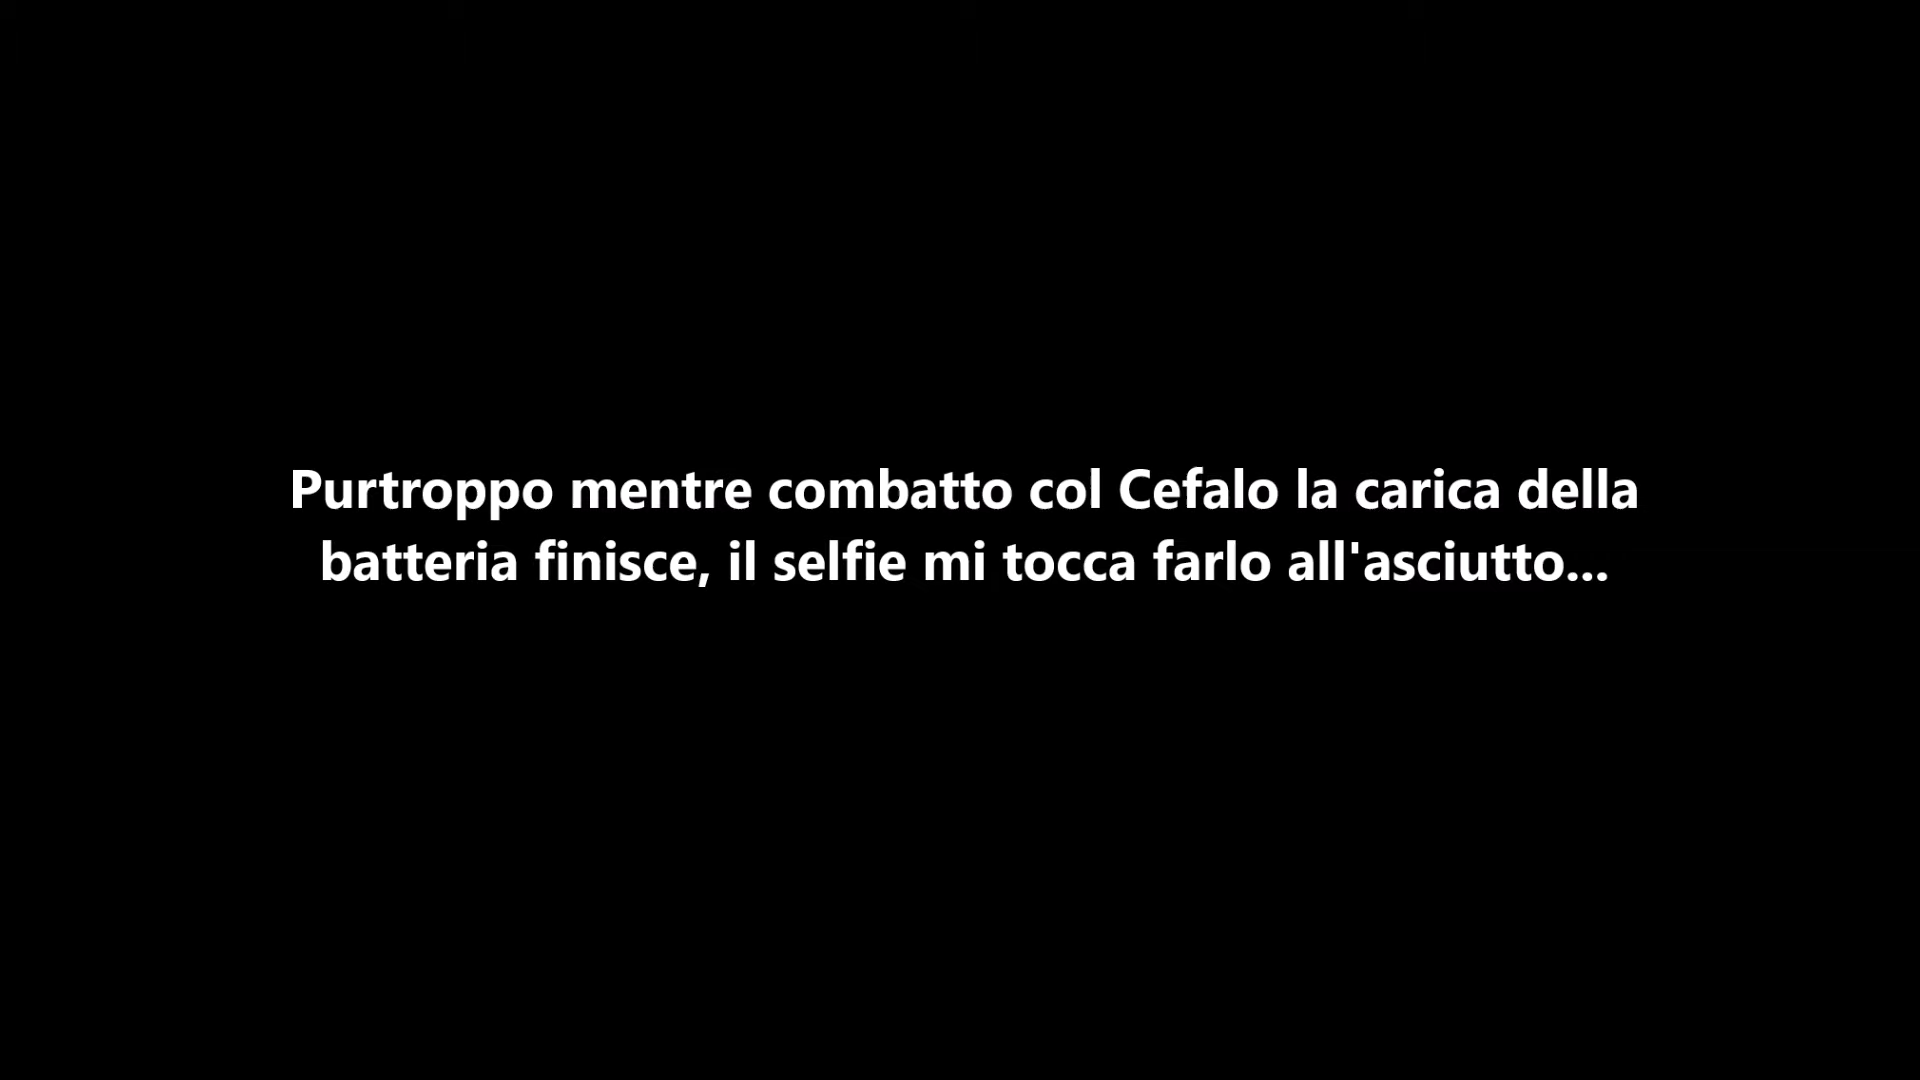 Purtroppo mentre combatto col Cefalo la carica della
batteria finisce, il selfie mi tocca farlo all'asciutto...